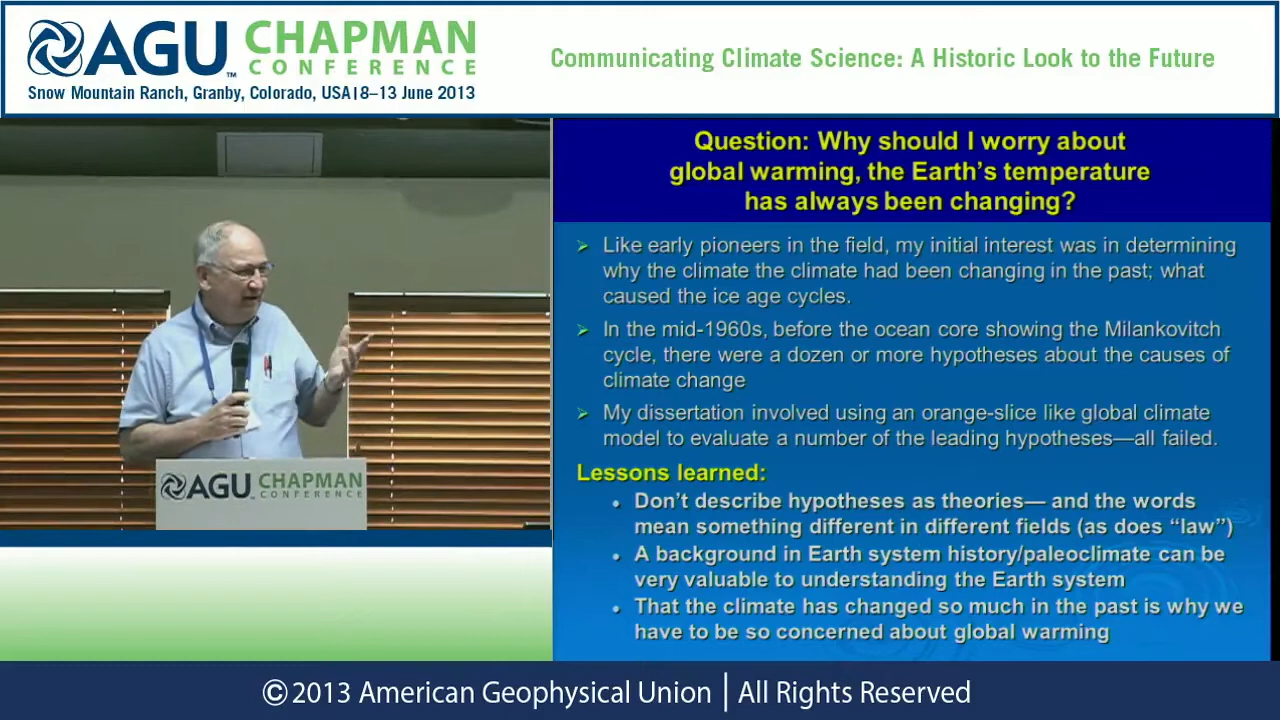 AGU™ CHAPMAN
CONFERENCE
Snow Mountain Ranch, Granby, Colorado, USA|8–13 June 2013
Communicating Climate Science: A Historic Look to the Future
Question: Why should I worry about
global warming, the Earth's temperature
has always been changing?
Like early pioneers in the field, my initial interest was in determining
why the climate the climate had been changing in the past; what
caused the ice age cycles.
In the mid-1960s, before the ocean core showing the Milankovitch
cycle, there were a dozen or more hypotheses about the causes of
climate change
My dissertation involved using an orange-slice like global climate
model to evaluate a number of the leading hypotheses—all failed.
Lessons learned:
• Don't describe hypotheses as theories— and the words
mean something different in different fields (as does “law”)
• A background in Earth system history/paleoclimate can be
very valuable to understanding the Earth system
• That the climate has changed so much in the past is why we
have to be so concerned about global warming
AGU CHAPMAN
CONFERENCE
©2013 American Geophysical Union | All Rights Reserved